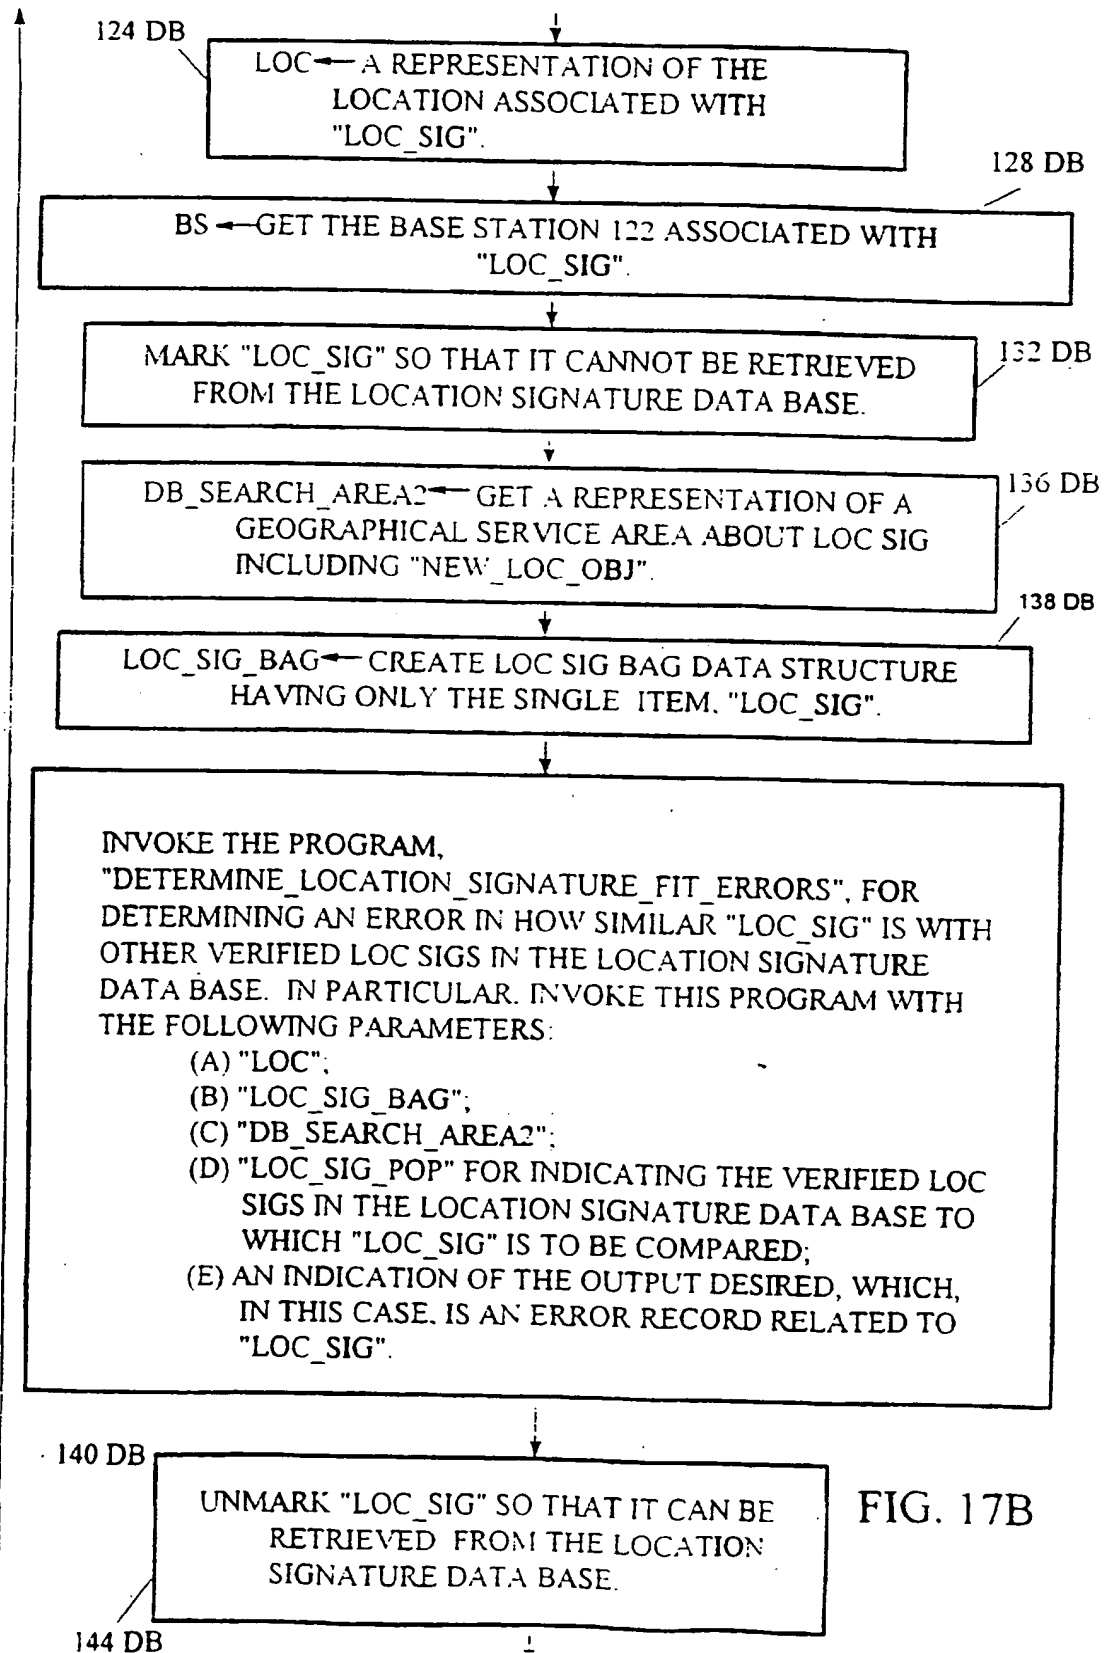 124 DB
LOC← A REPRESENTATION OF THE
LOCATION ASSOCIATED WITH
"LOC_SIG".
128 DB
BS ←GET THE BASE STATION 122 ASSOCIATED WITH
"LOC_SIG".
132 DB
MARK "LOC_SIG" SO THAT IT CANNOT BE RETRIEVED
FROM THE LOCATION SIGNATURE DATA BASE.
136 DB
DB_SEARCH_AREA2← GET A REPRESENTATION OF A
GEOGRAPHICAL SERVICE AREA ABOUT LOC SIG
INCLUDING "NEW_LOC_OBJ".
138 DB
LOC_SIG_BAG← CREATE LOC SIG BAG DATA STRUCTURE
HAVING ONLY THE SINGLE ITEM, "LOC_SIG".
INVOKE THE PROGRAM,
"DETERMINE_LOCATION_SIGNATURE_FIT_ERRORS", FOR
DETERMINING AN ERROR IN HOW SIMILAR "LOC_SIG" IS WITH
OTHER VERIFIED LOC SIGS IN THE LOCATION SIGNATURE
DATA BASE. IN PARTICULAR, INVOKE THIS PROGRAM WITH
THE FOLLOWING PARAMETERS:
(A) "LOC";
(B) "LOC_SIG_BAG";
(C) "DB_SEARCH_AREA2";
(D) "LOC_SIG_POP" FOR INDICATING THE VERIFIED LOC
SIGS IN THE LOCATION SIGNATURE DATA BASE TO
WHICH "LOC_SIG" IS TO BE COMPARED;
(E) AN INDICATION OF THE OUTPUT DESIRED, WHICH,
IN THIS CASE, IS AN ERROR RECORD RELATED TO
"LOC_SIG".
140 DB
UNMARK "LOC_SIG" SO THAT IT CAN BE
RETRIEVED FROM THE LOCATION
SIGNATURE DATA BASE.
FIG. 17B
144 DB